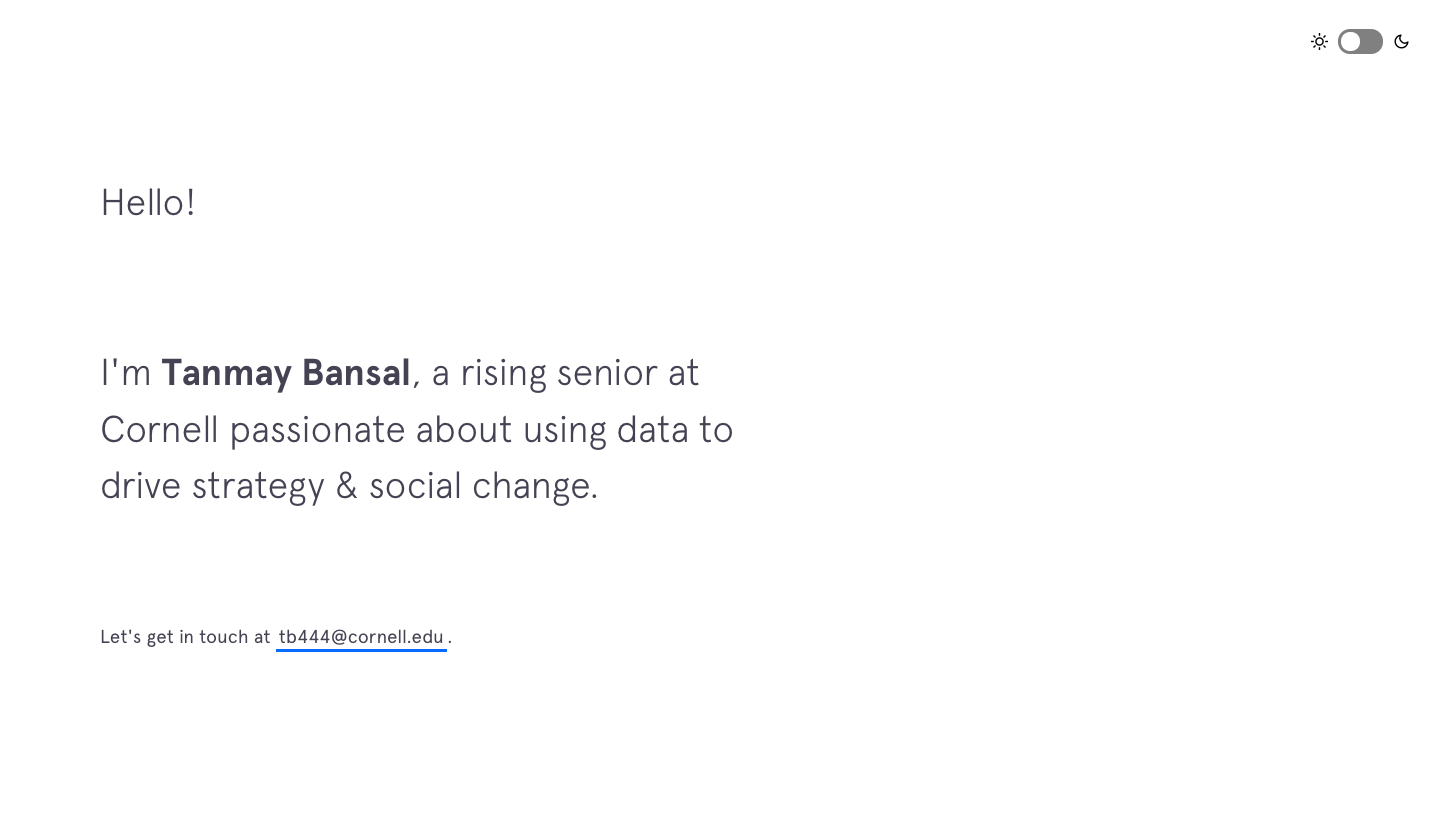 Hello!
I'm Tanmay Bansal, a rising senior at
Cornell passionate about using data to
drive strategy & social change.
Let's get in touch at tb444@cornell.edu.